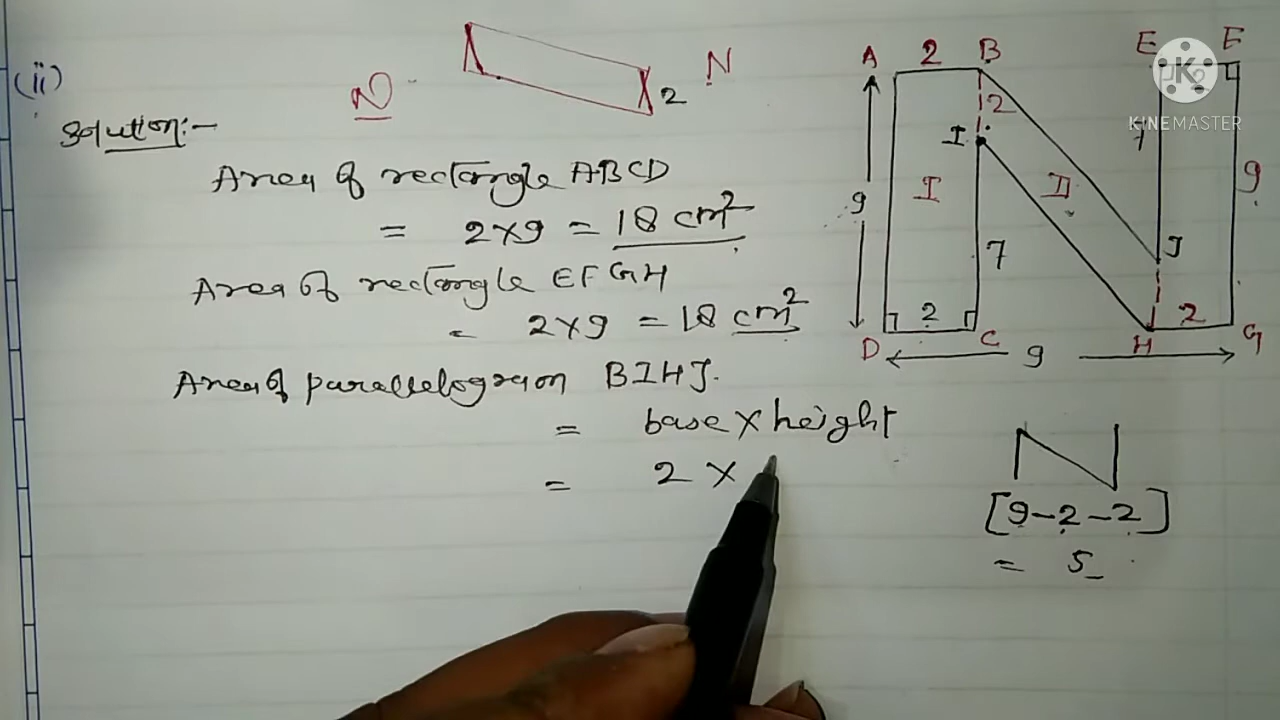 (ii)
Solution:-
N
2
N
Area of rectangle ABCD
= 2×9 = 18 cm²
Area of rectangle EFGH
= 2×9 = 18 cm²
Area of parallelogram BIHJ.
= base × height
= 2 ×
A 2 B E F
2
I
7
9
9 I II
7 J
2 2
D C H G
9
[9-2-2]
= 5
K
KINEMASTER